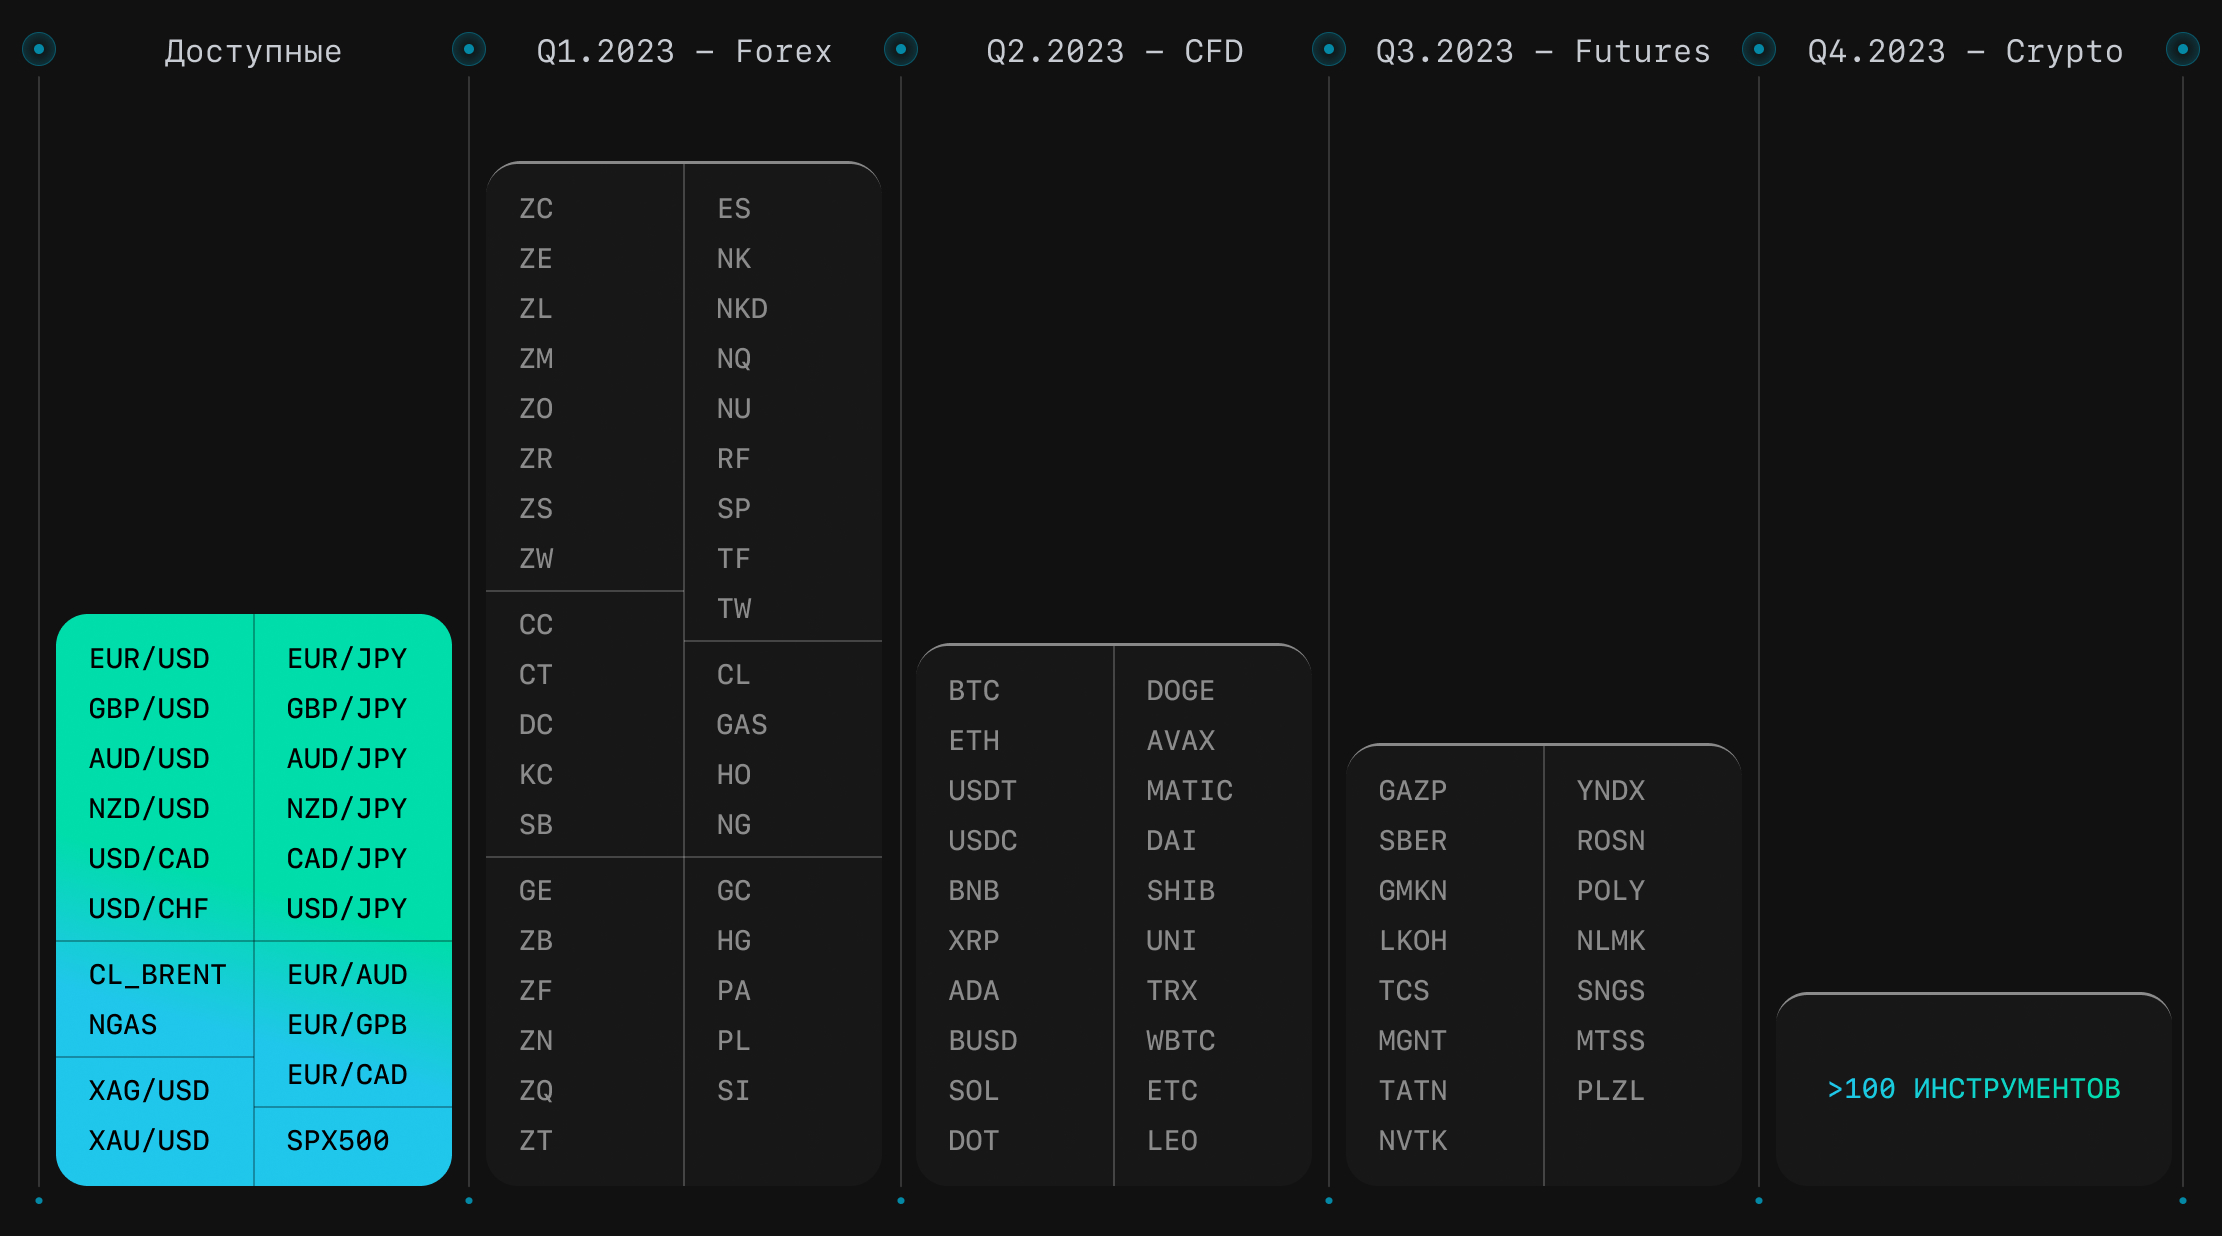 Доступные
Q1.2023 – Forex
Q2.2023 – CFD
Q3.2023 – Futures
Q4.2023 – Crypto
EUR/USD
GBP/USD
AUD/USD
NZD/USD
USD/CAD
USD/CHF
CL_BRENT
NGAS
XAG/USD
XAU/USD
EUR/JPY
GBP/JPY
AUD/JPY
NZD/JPY
CAD/JPY
USD/JPY
EUR/AUD
EUR/GPB
EUR/CAD
SPX500
ZC
ZE
ZL
ZM
ZO
ZR
ZS
ZW
CC
CT
DC
KC
SB
GE
ZB
ZF
ZN
ZQ
ZT
ES
NK
NKD
NQ
NU
RF
SP
TF
TW
CL
GAS
HO
NG
GC
HG
PA
PL
SI
BTC
ETH
USDT
USDC
BNB
XRP
ADA
BUSD
SOL
DOT
DOGE
AVAX
MATIC
DAI
SHIB
UNI
TRX
WBTC
ETC
LEO
GAZP
SBER
GMKN
LKOH
TCS
MGNT
TATN
NVTK
YNDX
ROSN
POLY
NLMK
SNGS
MTSS
PLZL
>100 ИНСТРУМЕНТОВ